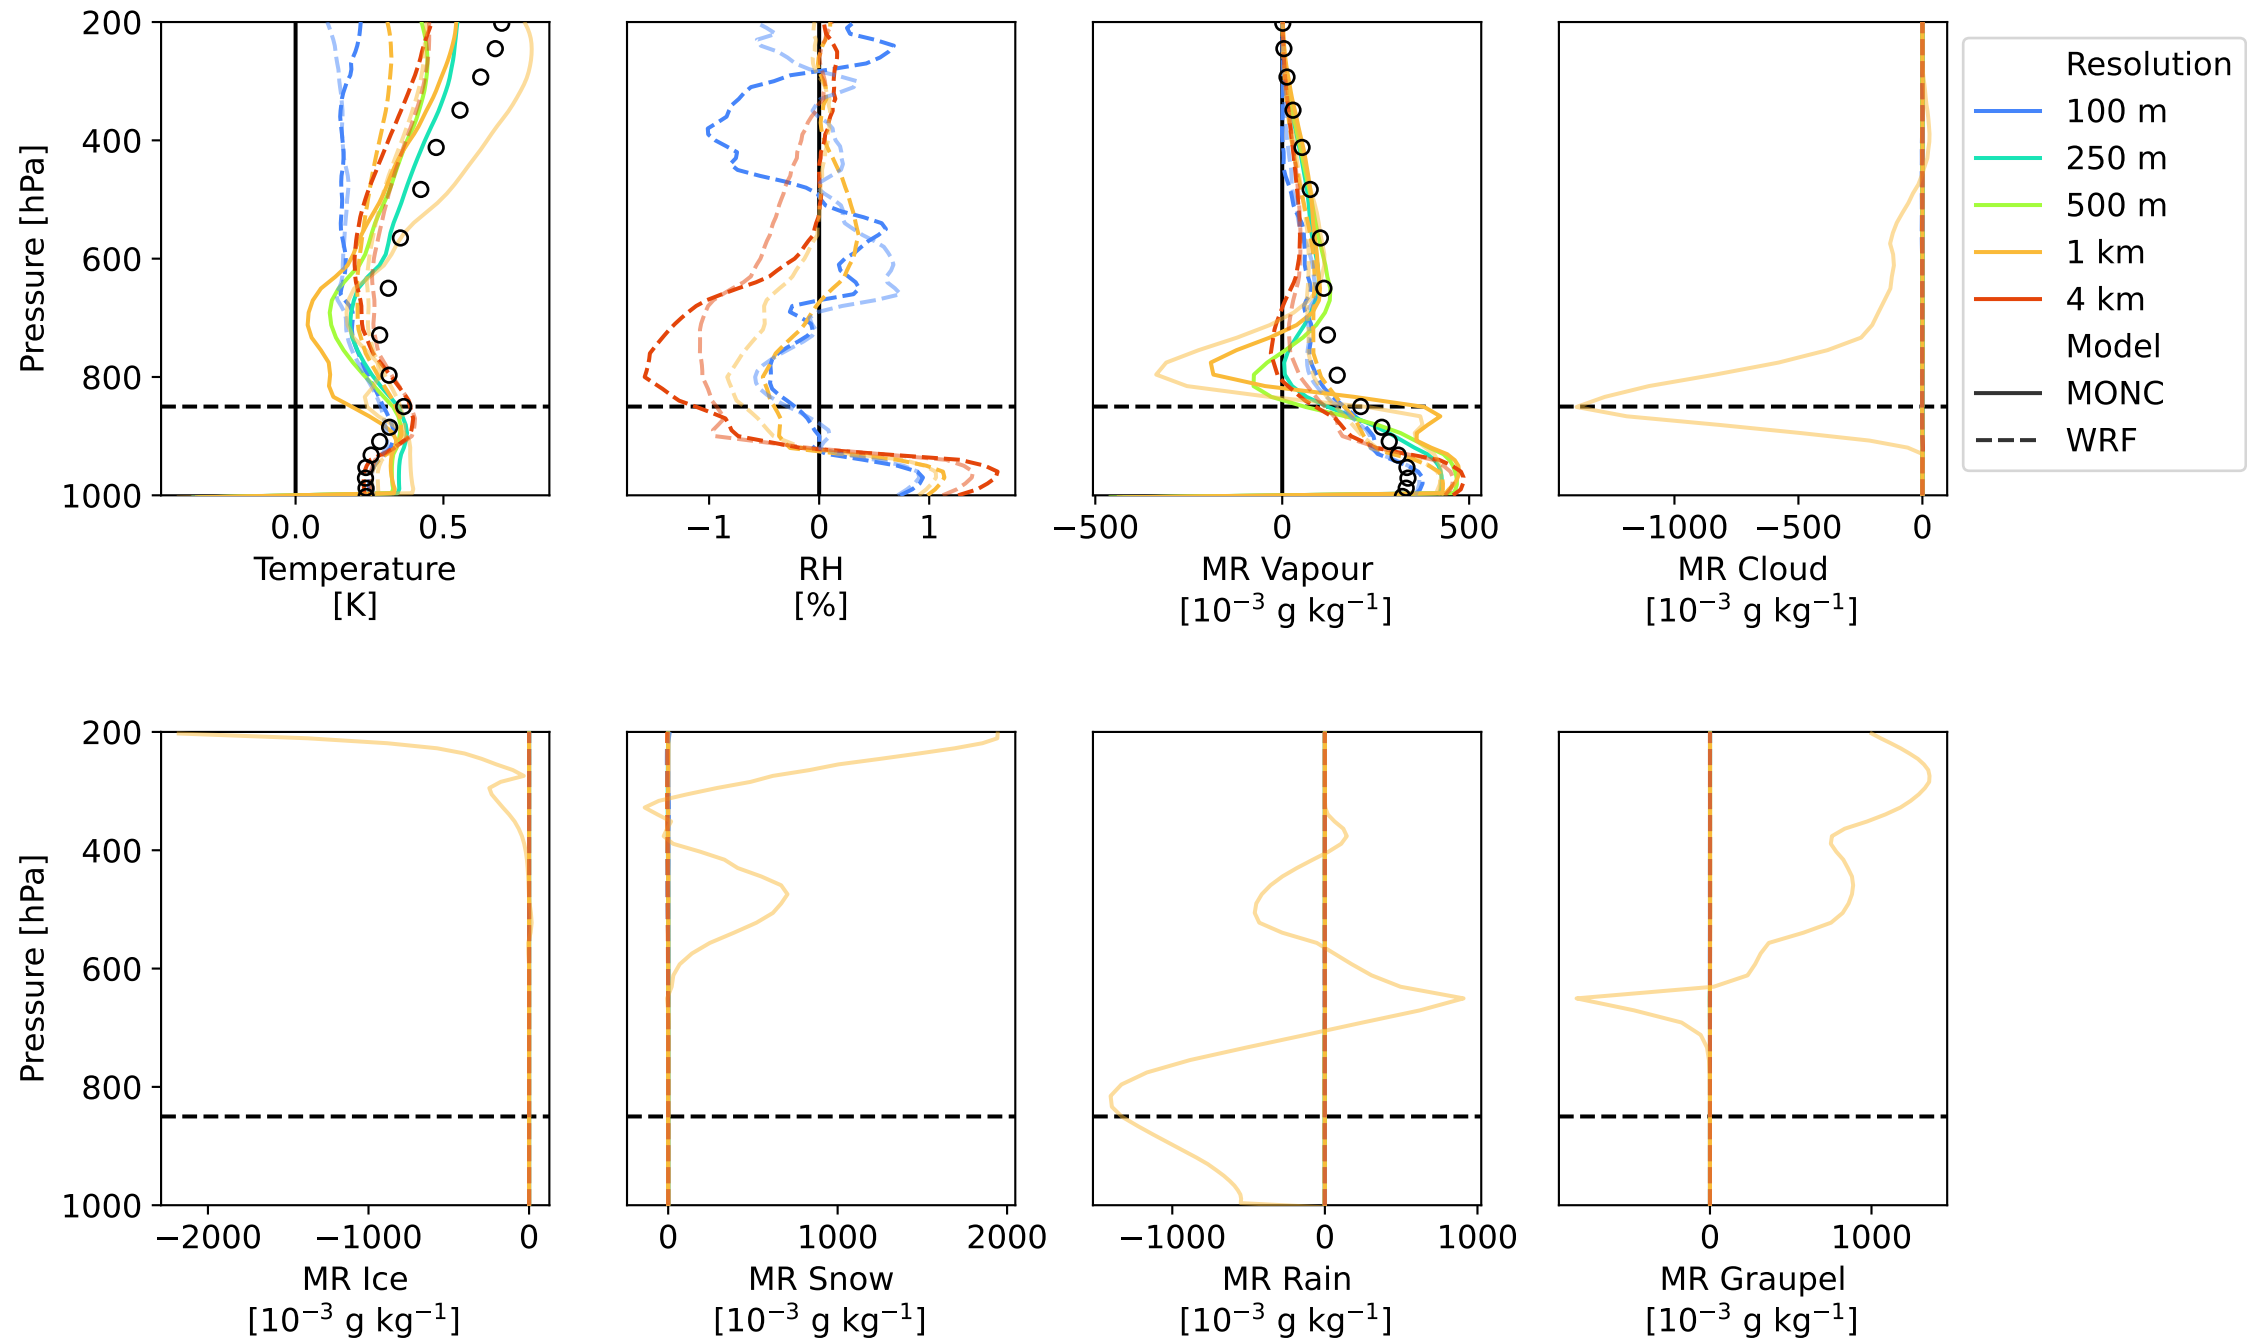 200
400
600
800
1000
Pressure [hPa]
0.0 0.5
Temperature
[K]
−1 0 1
RH
[%]
−500 0 500
MR Vapour
[10⁻³ g kg⁻¹]
−1000 −500 0
MR Cloud
[10⁻³ g kg⁻¹]
Resolution
100 m
250 m
500 m
1 km
4 km
Model
MONC
WRF
200
400
600
800
1000
Pressure [hPa]
−2000 −1000 0
MR Ice
[10⁻³ g kg⁻¹]
0 1000 2000
MR Snow
[10⁻³ g kg⁻¹]
−1000 0 1000
MR Rain
[10⁻³ g kg⁻¹]
0 1000
MR Graupel
[10⁻³ g kg⁻¹]